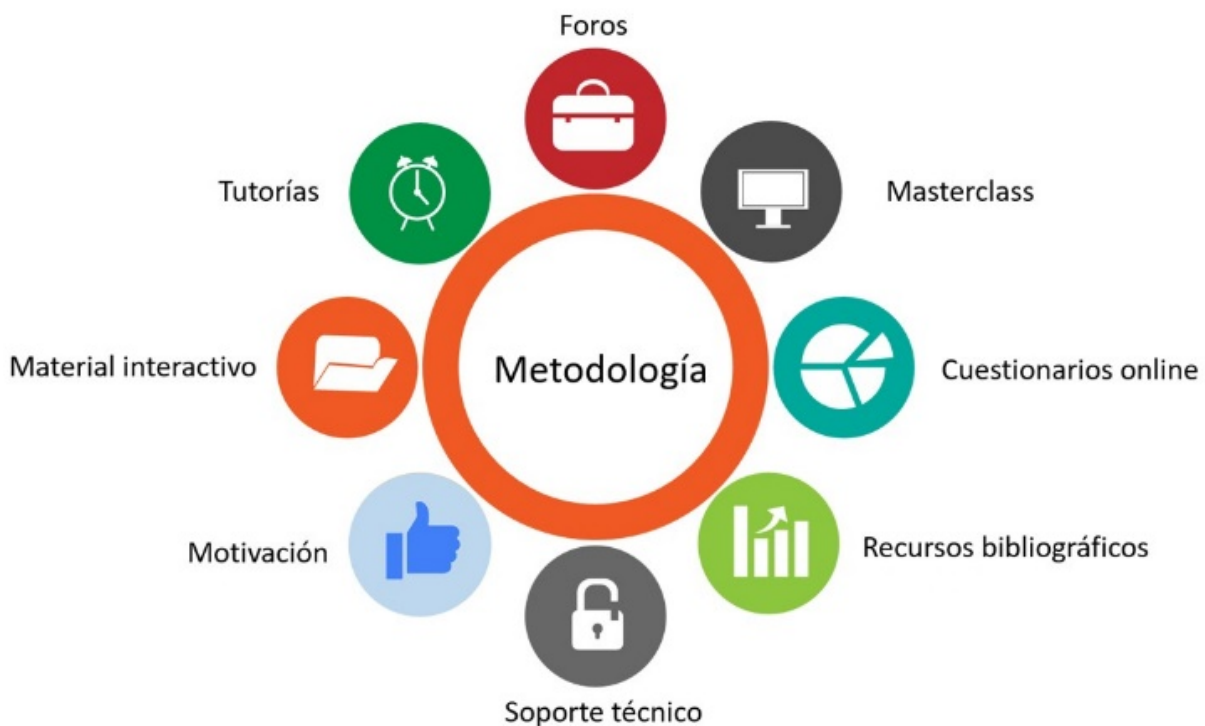 Foros
Tutorías
Masterclass
Material interactivo
Metodología
Cuestionarios online
Motivación
Recursos bibliográficos
Soporte técnico